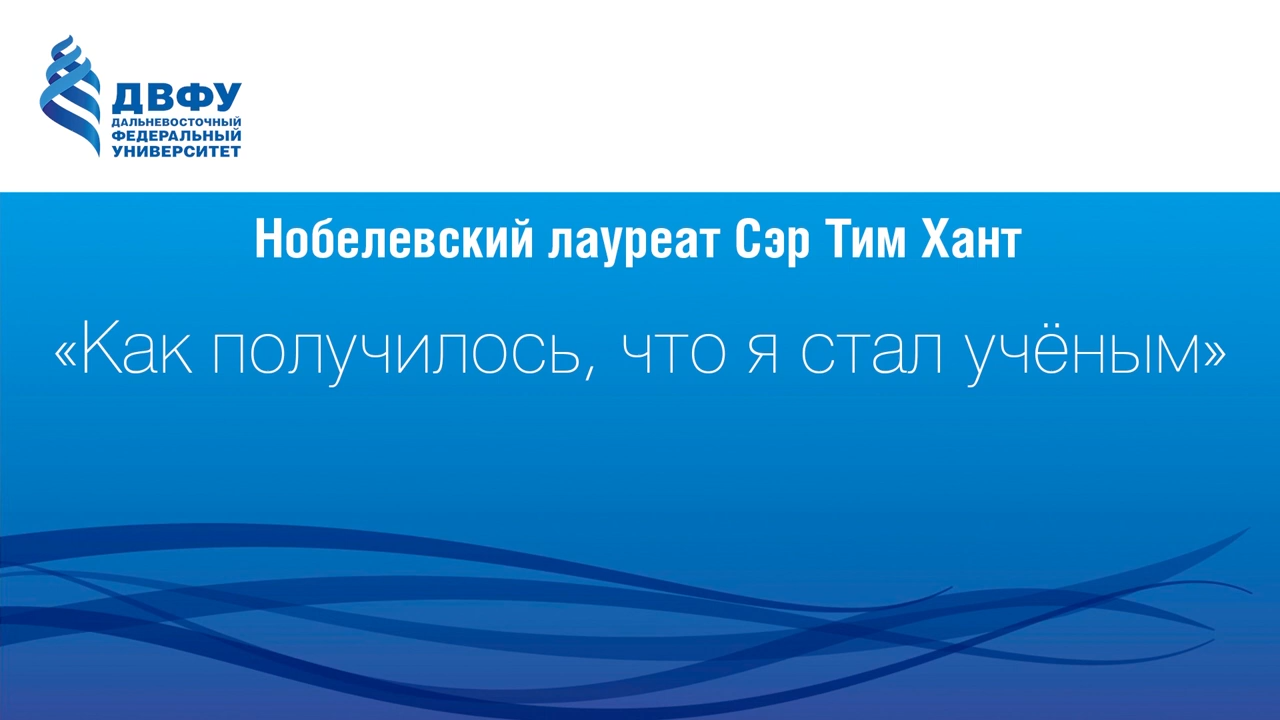 ДВФУ
ДАЛЬНЕВОСТОЧНЫЙ
ФЕДЕРАЛЬНЫЙ
УНИВЕРСИТЕТ
Нобелевский лауреат Сэр Тим Хант
«Как получилось, что я стал учёным»